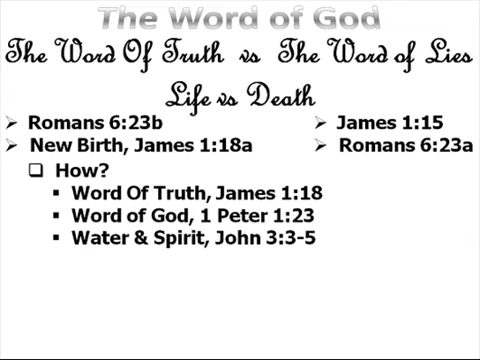 The Word of God
The Word Of Truth vs The Word of Lies
Life vs Death
➢ Romans 6:23b
➢ New Birth, James 1:18a
❑ How?
▪ Word Of Truth, James 1:18
▪ Word of God, 1 Peter 1:23
▪ Water & Spirit, John 3:3-5
➢ James 1:15
➢ Romans 6:23a